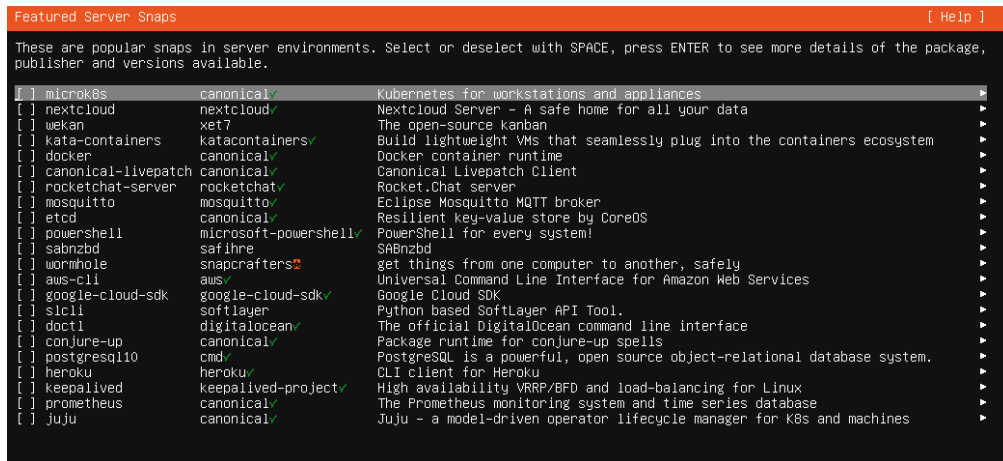 Featured Server Snaps [ Help ]
These are popular snaps in server environments. Select or deselect with SPACE, press ENTER to see more details of the package,
publisher and versions available.
[ ] microk8s canonical✓ Kubernetes for workstations and appliances ▸
[ ] nextcloud nextcloud✓ Nextcloud Server - A safe home for all your data ▸
[ ] wekan xet7 The open-source kanban ▸
[ ] kata-containers katacontainers✓ Build lightweight VMs that seamlessly plug into the containers ecosystem ▸
[ ] docker canonical✓ Docker container runtime ▸
[ ] canonical-livepatch canonical✓ Canonical Livepatch Client ▸
[ ] rocketchat-server rocketchat✓ Rocket.Chat server ▸
[ ] mosquitto mosquitto✓ Eclipse Mosquitto MQTT broker ▸
[ ] etcd canonical✓ Resilient key-value store by CoreOS ▸
[ ] powershell microsoft-powershell✓ PowerShell for every system! ▸
[ ] sabnzbd safihre SABnzbd ▸
[ ] wormhole snapcrafters✪ get things from one computer to another, safely ▸
[ ] aws-cli aws✓ Universal Command Line Interface for Amazon Web Services ▸
[ ] google-cloud-sdk google-cloud-sdk✓ Google Cloud SDK ▸
[ ] slcli softlayer Python based SoftLayer API Tool. ▸
[ ] doctl digitalocean✓ The official DigitalOcean command line interface ▸
[ ] conjure-up canonical✓ Package runtime for conjure-up spells ▸
[ ] postgresql10 cmd✓ PostgreSQL is a powerful, open source object-relational database system. ▸
[ ] heroku heroku✓ CLI client for Heroku ▸
[ ] keepalived keepalived-project✓ High availability VRRP/BFD and load-balancing for Linux ▸
[ ] prometheus canonical✓ The Prometheus monitoring system and time series database ▸
[ ] juju canonical✓ Juju - a model-driven operator lifecycle manager for K8s and machines ▸